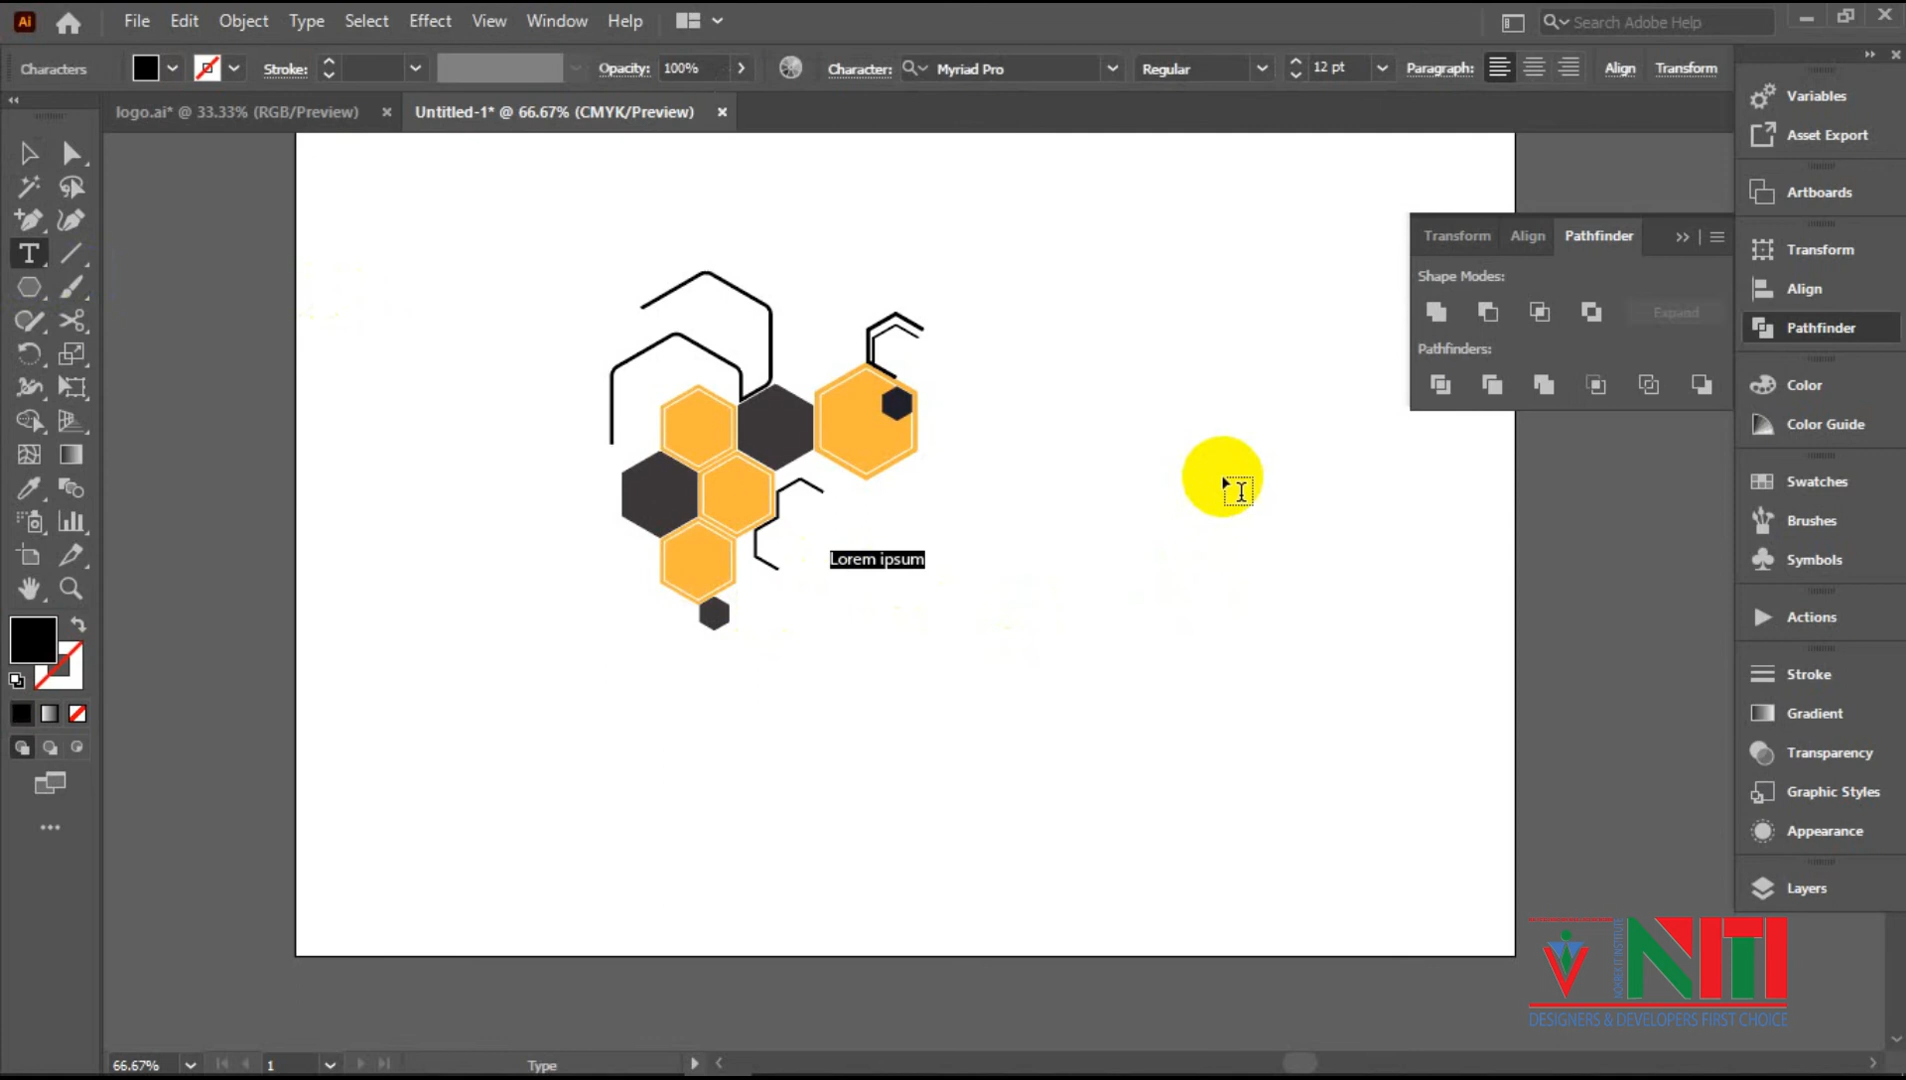 Ai File Edit Object Type Select Effect View Window Help Search Adobe Help
Characters Stroke: Opacity: 100% Character: Myriad Pro Regular 12 pt Paragraph: Align Transform
logo.ai* @ 33.33% (RGB/Preview) Untitled-1* @ 66.67% (CMYK/Preview)
Variables
Asset Export
Artboards
Transform Align Pathfinder
Shape Modes:
Expand
Pathfinders:
Transform
Align
Pathfinder
Color
Color Guide
Swatches
Brushes
Symbols
Actions
Stroke
Gradient
Transparency
Graphic Styles
Appearance
Layers
Lorem ipsum
NITI
DESIGNERS & DEVELOPERS FIRST CHOICE
66.67% 1 Type